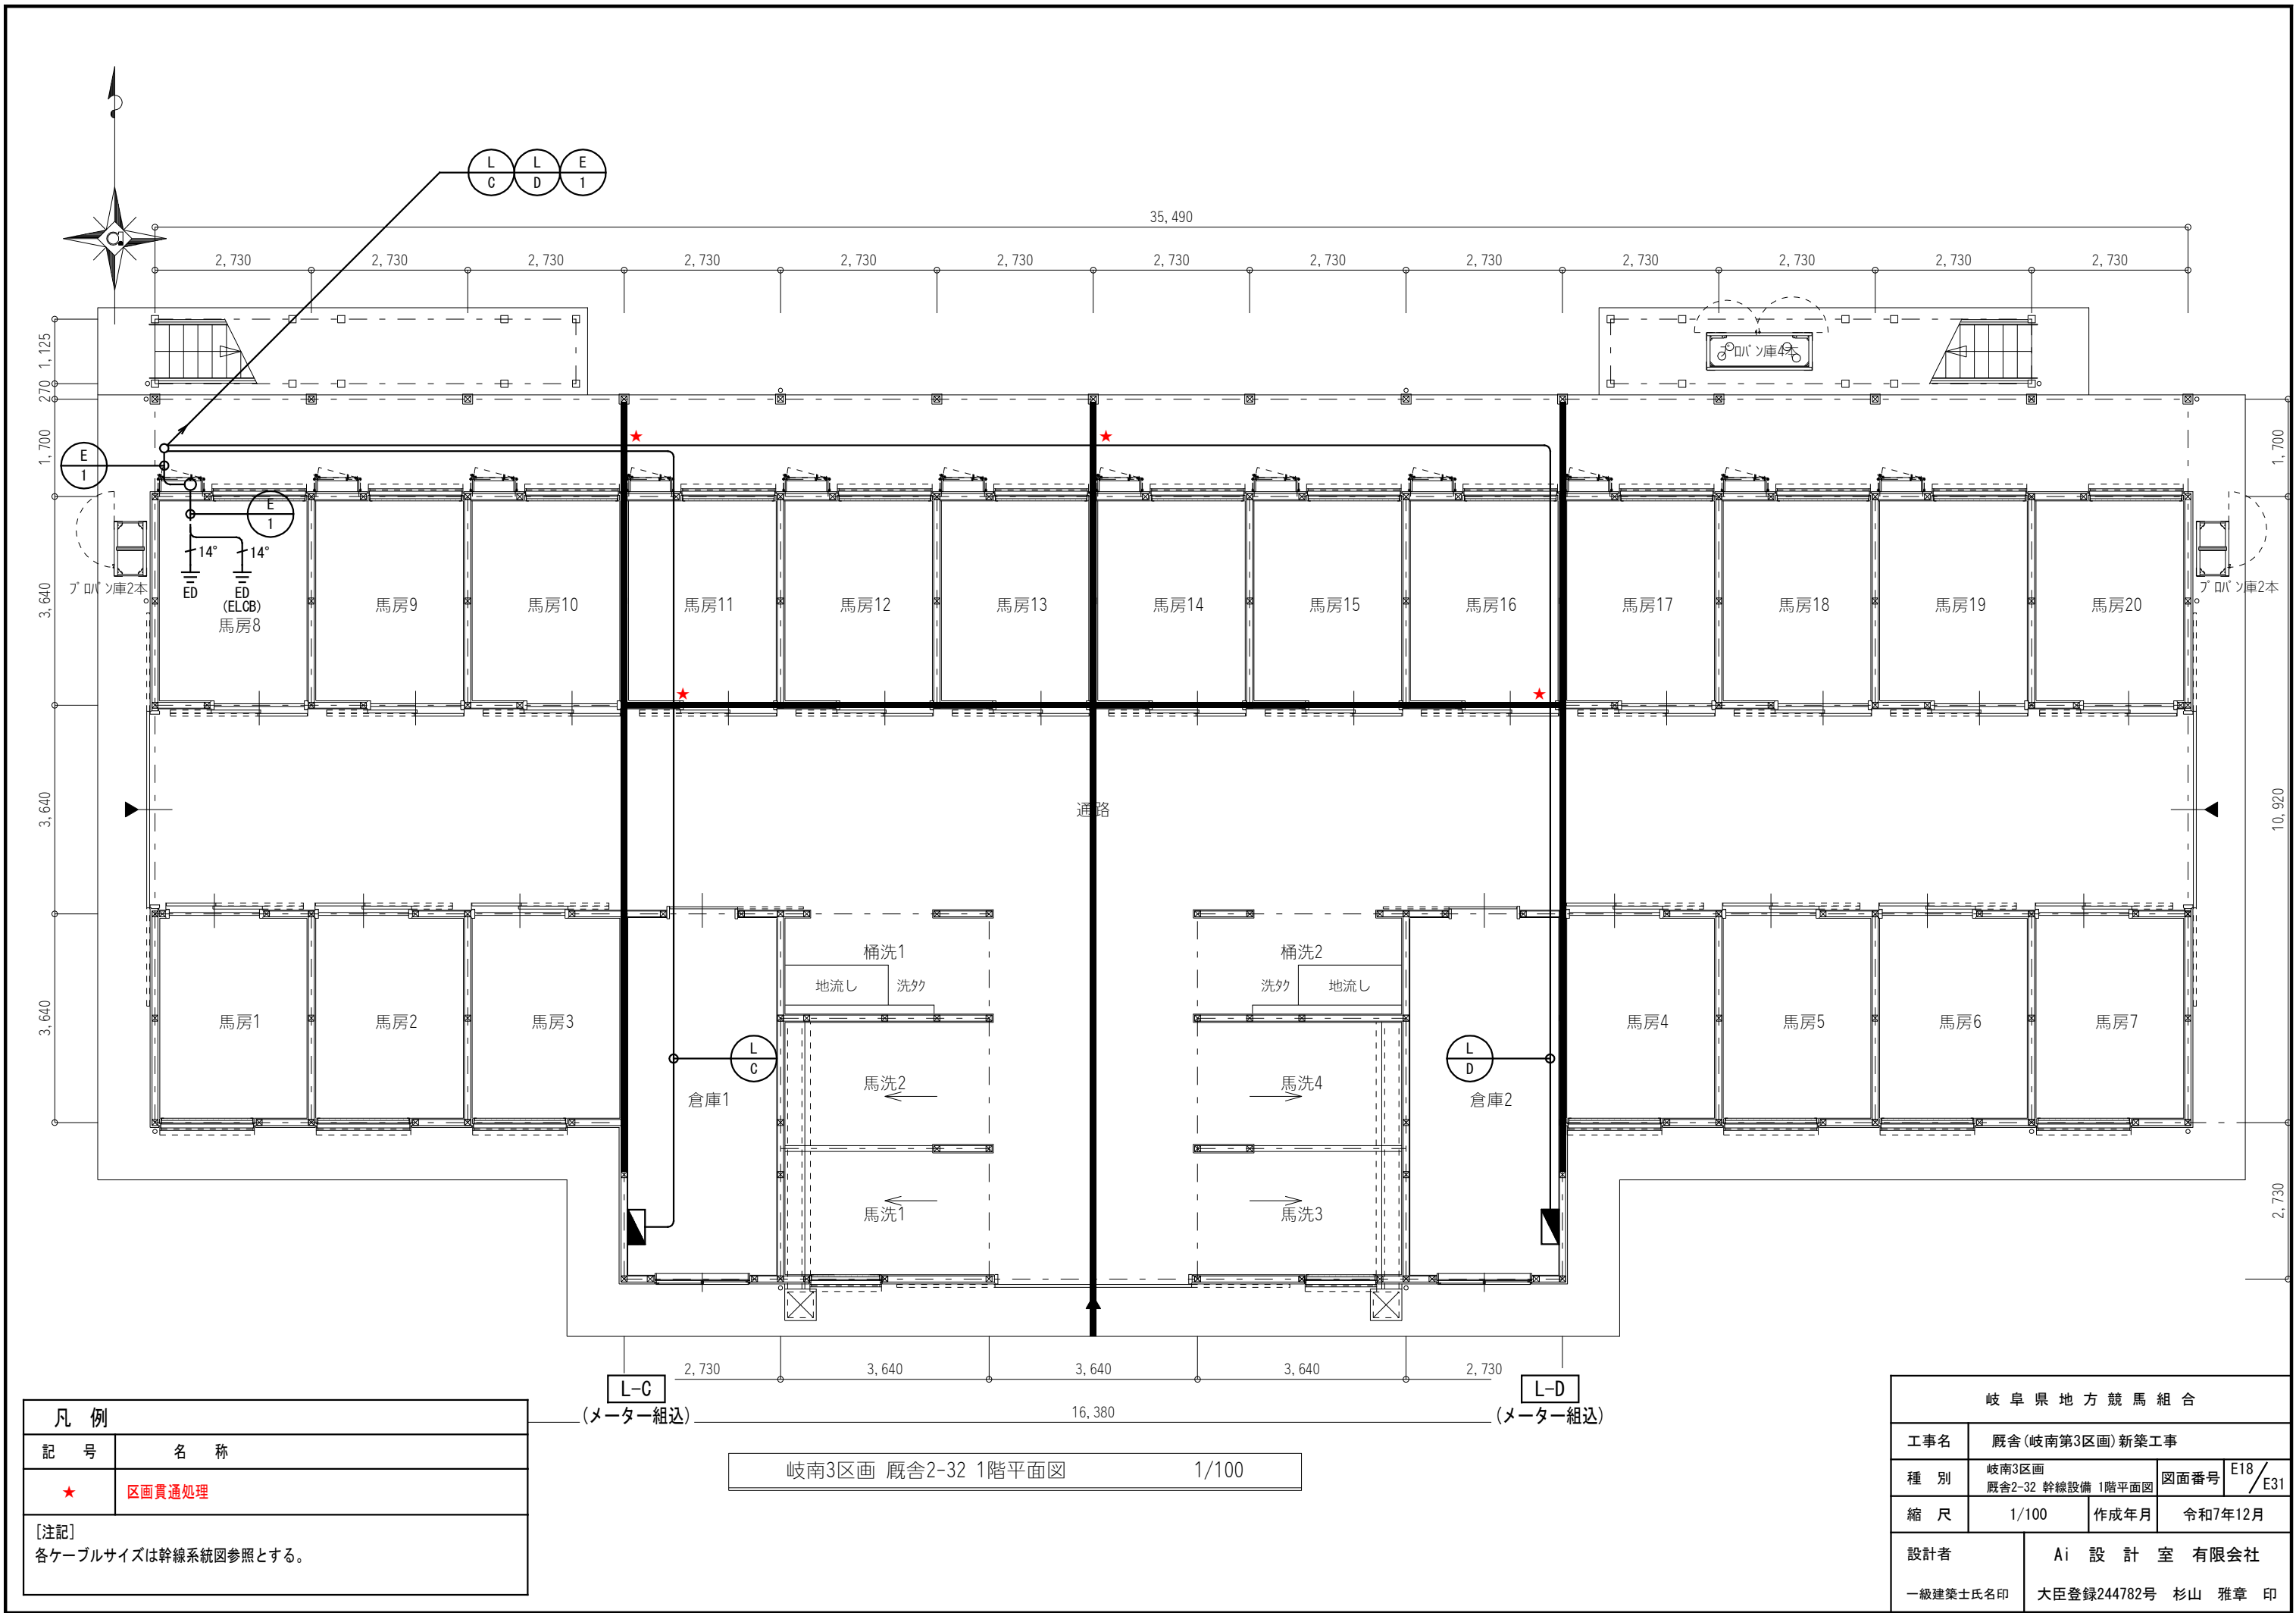 L
C
L
D
E
1
35,490
2,730 2,730 2,730 2,730 2,730 2,730 2,730 2,730 2,730 2,730 2,730 2,730 2,730
1,125
270
1,700
3,640
3,640
3,640
1,700
10,920
2,730
プロパン庫4本
E
1
E
1
14°
14°
ED
ED
(ELCB)
プロパン庫2本
プロパン庫2本
馬房8
馬房9
馬房10
馬房11
馬房12
馬房13
馬房14
馬房15
馬房16
馬房17
馬房18
馬房19
馬房20
★
★
★
★
通路
桶洗1
地流し
洗タク
桶洗2
洗タク
地流し
馬房1
馬房2
馬房3
馬房4
馬房5
馬房6
馬房7
L
C
L
D
倉庫1
馬洗2
馬洗4
倉庫2
馬洗1
馬洗3
2,730 3,640 3,640 3,640 2,730
L-C
(メーター組込)
16,380
L-D
(メーター組込)
岐南3区画 厩舎2-32 1階平面図 1/100
凡 例
記 号 名 称
★ 区画貫通処理
[注記]
各ケーブルサイズは幹線系統図参照とする。
岐阜県地方競馬組合
工事名 厩舎(岐南第3区画)新築工事
種 別 岐南3区画
厩舎2-32 幹線設備 1階平面図
図面番号 E18/E31
縮 尺 1/100 作成年月 令和7年12月
設計者 Ai 設 計 室 有限会社
一級建築士氏名印 大臣登録244782号 杉山 雅章 印